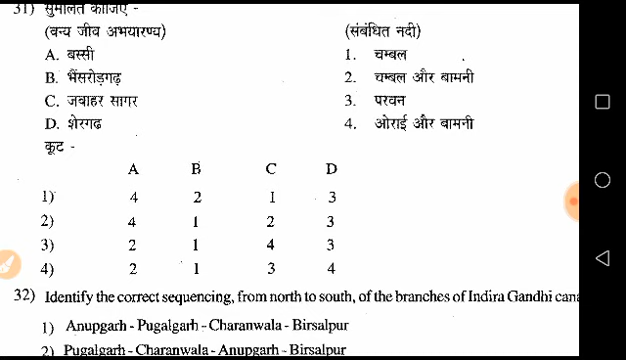 31) सुमेलित कीजिए -
(वन्य जीव अभयारण्य) (संबंधित नदी)
A. बस्सी 1. चम्बल
B. भैंसरोड़गढ़ 2. चम्बल और बामनी
C. जवाहर सागर 3. परवन
D. शेरगढ 4. ओराई और बामनी
कूट -
A B C D
1) 4 2 1 3
2) 4 1 2 3
3) 2 1 4 3
4) 2 1 3 4
32) Identify the correct sequencing, from north to south, of the branches of Indira Gandhi cana
1) Anupgarh - Pugalgarh - Charanwala - Birsalpur
2) Pugalgarh - Charanwala - Anupgarh - Birsalpur